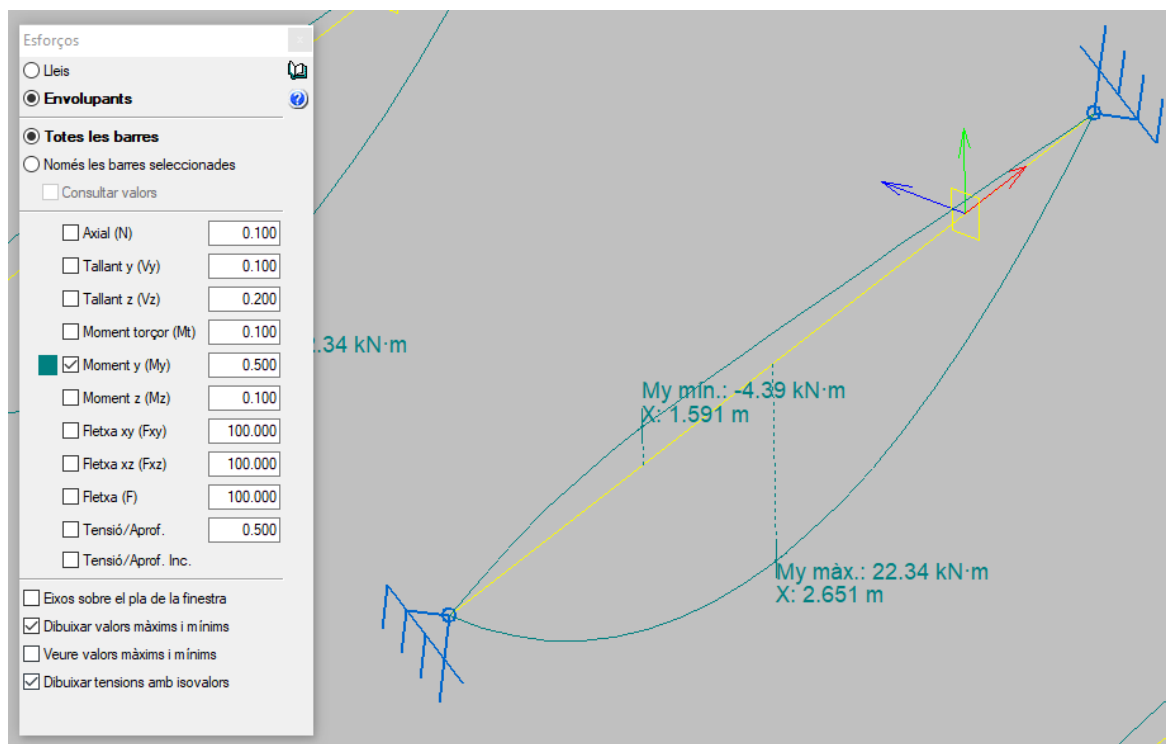 Esforços
Lleis
Envolupants
Totes les barres
Només les barres seleccionades
Consultar valors
Axial (N) 0.100
Tallant y (Vy) 0.100
Tallant z (Vz) 0.200
Moment torçor (Mt) 0.100
Moment y (My) 0.500
Moment z (Mz) 0.100
Fletxa xy (Fxy) 100.000
Fletxa xz (Fxz) 100.000
Fletxa (F) 100.000
Tensió/Aprof. 0.500
Tensió/Aprof. Inc.
Eixos sobre el pla de la finestra
Dibuixar valors màxims i mínims
Veure valors màxims i mínims
Dibuixar tensions amb isovalors
.34 kN·m
My mín.: -4.39 kN·m
X: 1.591 m
My màx.: 22.34 kN·m
X: 2.651 m